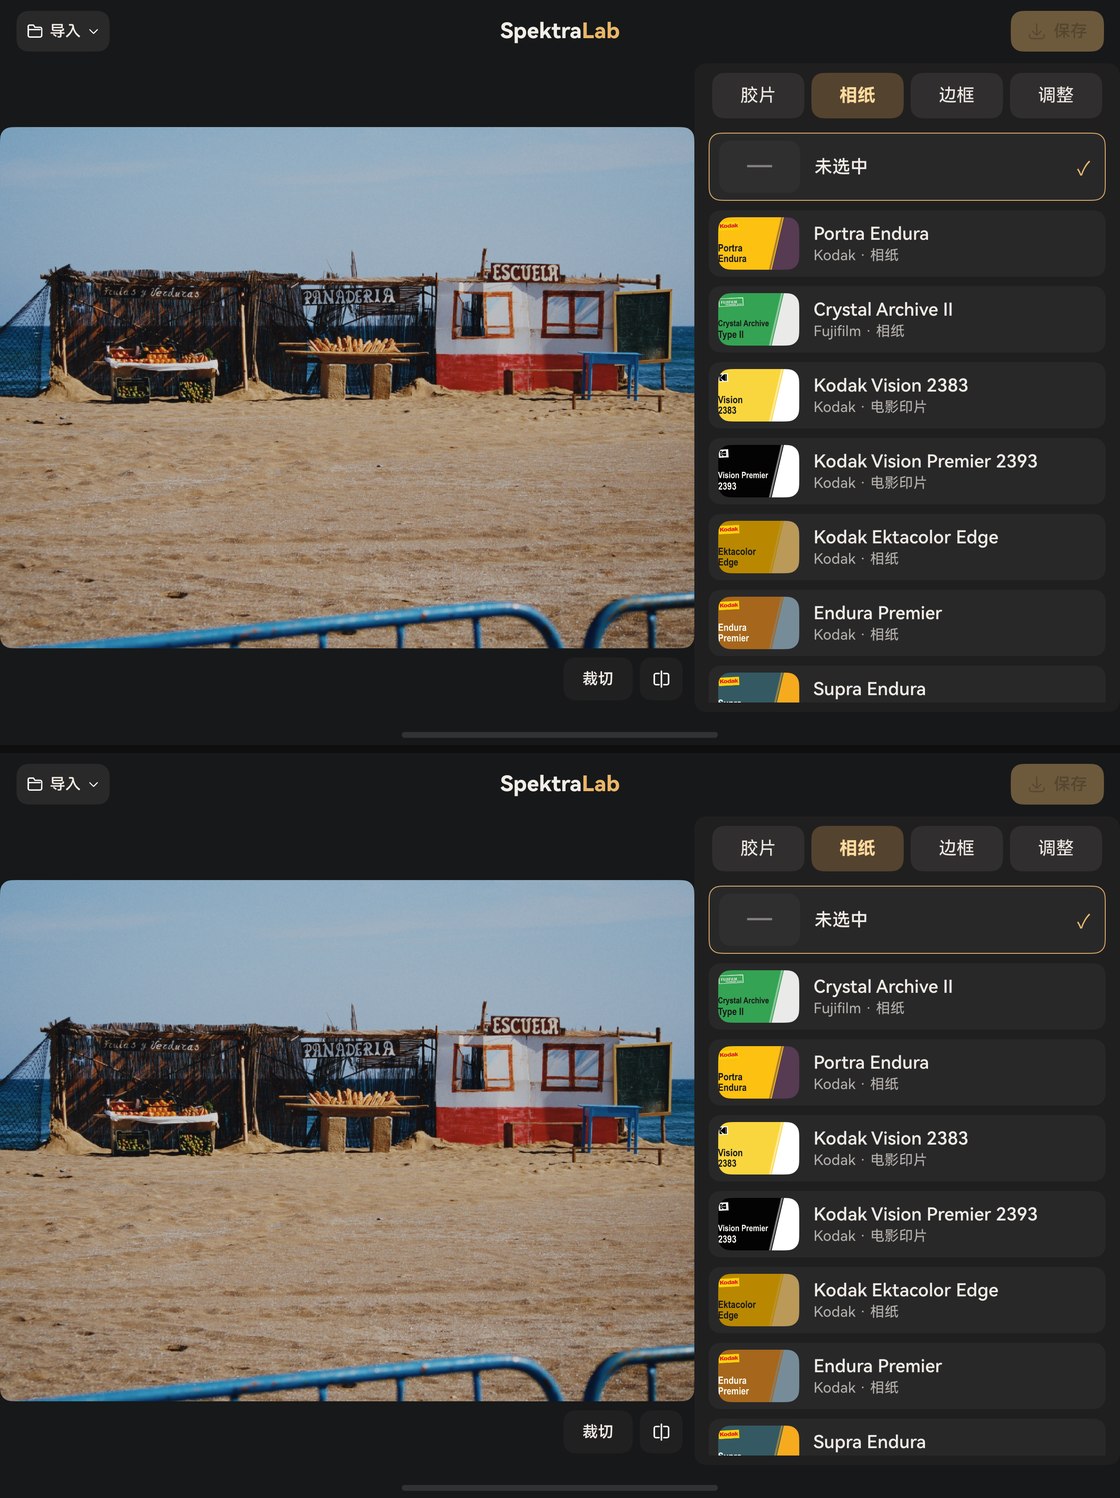 导入
SpektraLab
保存
胶片
相纸
边框
调整
未选中
Kodak
Portra
Endura
Portra Endura
Kodak · 相纸
FUJIFILM
Crystal Archive
Type II
Crystal Archive II
Fujifilm · 相纸
Vision
2383
Kodak Vision 2383
Kodak · 电影印片
Vision Premier
2393
Kodak Vision Premier 2393
Kodak · 电影印片
Kodak
Ektacolor
Edge
Kodak Ektacolor Edge
Kodak · 相纸
Kodak
Endura
Premier
Endura Premier
Kodak · 相纸
Kodak
Supra Endura
Frutas y Verduras
PANADERIA
ESCUELA
裁切
导入
SpektraLab
保存
胶片
相纸
边框
调整
未选中
FUJIFILM
Crystal Archive
Type II
Crystal Archive II
Fujifilm · 相纸
Kodak
Portra
Endura
Portra Endura
Kodak · 相纸
Vision
2383
Kodak Vision 2383
Kodak · 电影印片
Vision Premier
2393
Kodak Vision Premier 2393
Kodak · 电影印片
Kodak
Ektacolor
Edge
Kodak Ektacolor Edge
Kodak · 相纸
Kodak
Endura
Premier
Endura Premier
Kodak · 相纸
Kodak
Supra Endura
Frutas y Verduras
PANADERIA
ESCUELA
裁切